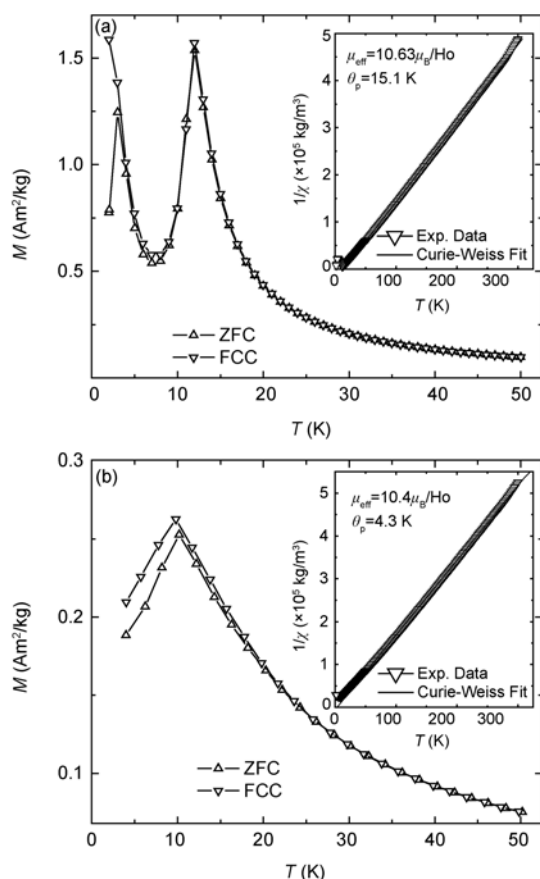 (a)
M (Am²/kg)
1.5
1.0
0.5
0
10
20
30
40
50
T (K)
ZFC
FCC
μeff=10.63μB/Ho
θp=15.1 K
1/χ (×10⁵ kg/m³)
5
4
3
2
1
0
0
100
200
300
T (K)
Exp. Data
Curie-Weiss Fit
(b)
M (Am²/kg)
0.3
0.2
0.1
0
10
20
30
40
50
T (K)
ZFC
FCC
μeff=10.4μB/Ho
θp=4.3 K
1/χ (×10⁵ kg/m³)
5
4
3
2
1
0
0
100
200
300
T (K)
Exp. Data
Curie-Weiss Fit